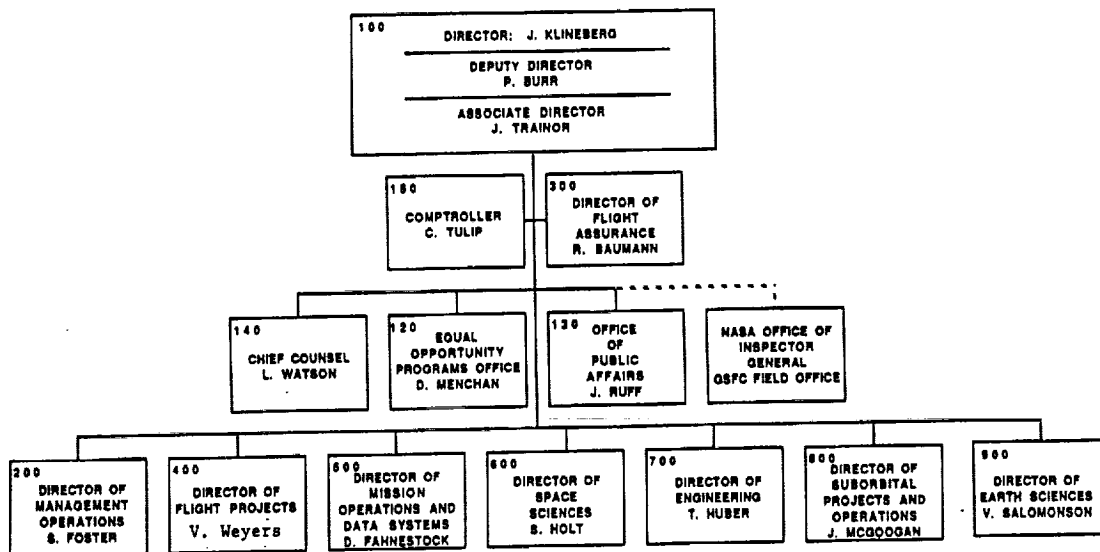 100
DIRECTOR: J. KLINEBERG
DEPUTY DIRECTOR
P. BURR
ASSOCIATE DIRECTOR
J. TRAINOR
150
COMPTROLLER
C. TULIP
300
DIRECTOR OF
FLIGHT
ASSURANCE
R. BAUMANN
140
CHIEF COUNSEL
L. WATSON
120
EQUAL
OPPORTUNITY
PROGRAMS OFFICE
D. MENCHAN
130
OFFICE
OF
PUBLIC
AFFAIRS
J. RUFF
NASA OFFICE OF
INSPECTOR
GENERAL
GSFC FIELD OFFICE
200
DIRECTOR OF
MANAGEMENT
OPERATIONS
S. FOSTER
400
DIRECTOR OF
FLIGHT PROJECTS
V. Weyers
500
DIRECTOR OF
MISSION
OPERATIONS AND
DATA SYSTEMS
D. FAHNESTOCK
600
DIRECTOR OF
SPACE
SCIENCES
S. HOLT
700
DIRECTOR OF
ENGINEERING
T. HUBER
800
DIRECTOR OF
SUBORBITAL
PROJECTS AND
OPERATIONS
J. MCGOOGAN
900
DIRECTOR OF
EARTH SCIENCES
V. SALOMONSON